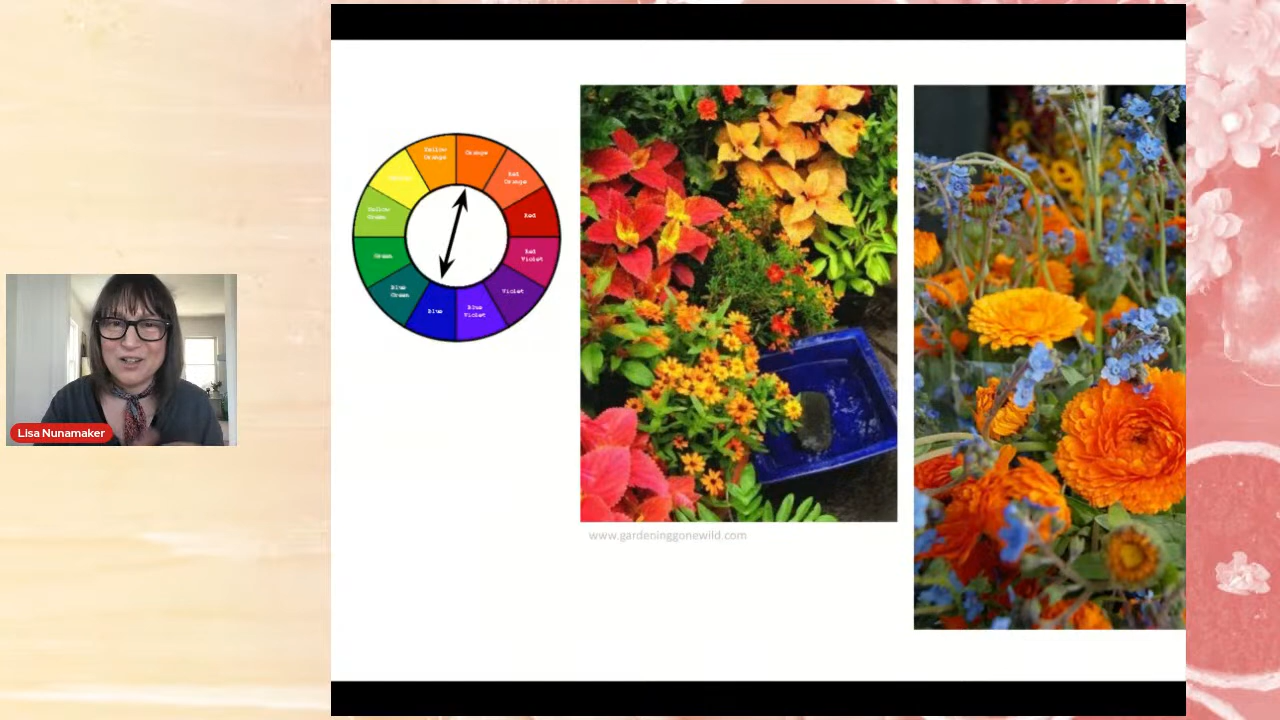 Yellow
Orange
Orange
Red
Orange
Yellow
Yellow
Green
Red
Green
Red
Violet
Blue
Green
Violet
Blue
Blue
Violet
Lisa Nunamaker
www.gardeninggonewild.com